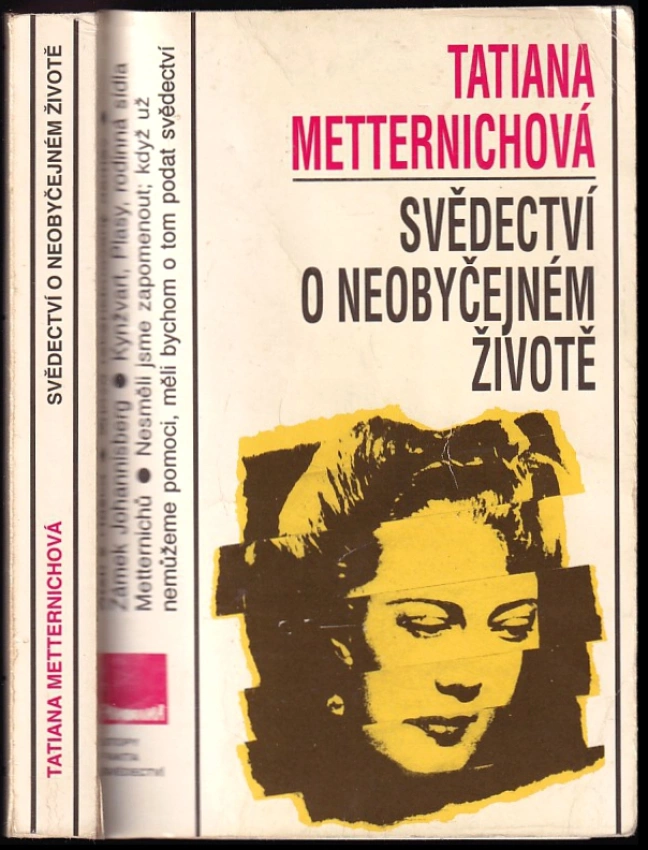 TATIANA
METTERNICHOVÁ
SVĚDECTVÍ
O NEOBYČEJNÉM
ŽIVOTĚ
TATIANA METTERNICHOVÁ SVĚDECTVÍ O NEOBYČEJNÉM ŽIVOTĚ
Zámek Johannisberg ● Kynžvart, Plasy, rodinná sídla
Metternichů ● Nesměli jsme zapomenout; když už
nemůžeme pomoci, měli bychom o tom podat svědectví